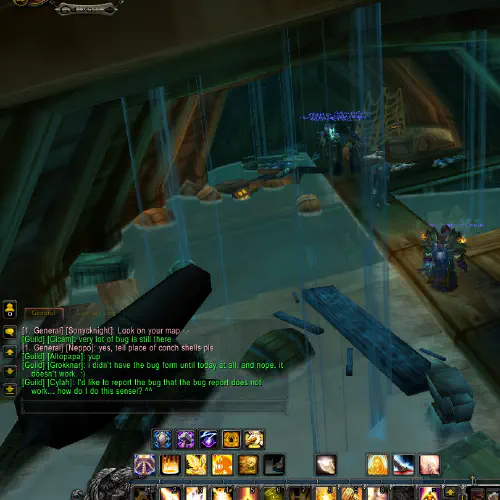 General
[1. General] [Sonycknight]: Look on your map -.-
[Guild] [Cicam]: very lot of bug is still there
[1. General] [Neppo]: yes, tell place of conch shells pls
[Guild] [Altopapa]: yup
[Guild] [Grokknar]: i didn't have the bug form until today at all, and nope, it
doesn't work. :)
[Guild] [Cylah]: I'd like to report the bug that the bug report does not
work... how do I do this sensei? ^^